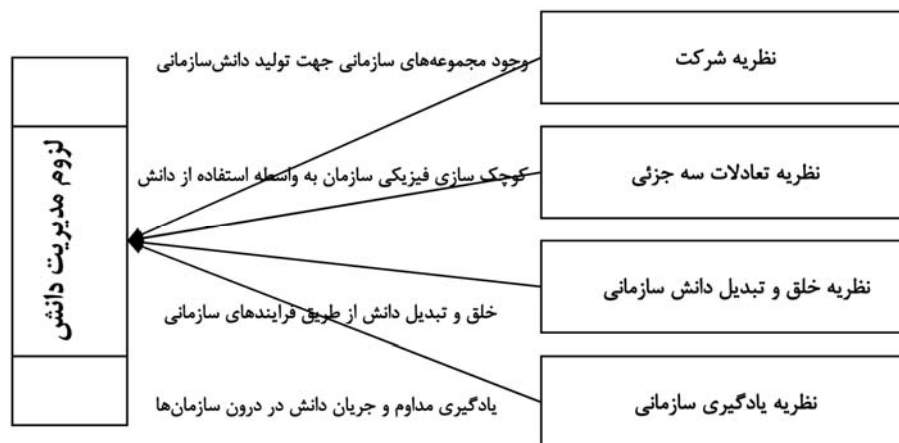 نظریه شرکت
وجود مجموعه‌های سازمانی جهت تولید دانش‌سازمانی
نظریه تعادلات سه جزئی
کوچک سازی فیزیکی سازمان به واسطه استفاده از دانش
لزوم مدیریت دانش
نظریه خلق و تبدیل دانش سازمانی
خلق و تبدیل دانش از طریق فرایندهای سازمانی
نظریه یادگیری سازمانی
یادگیری مداوم و جریان دانش در درون سازمان‌ها